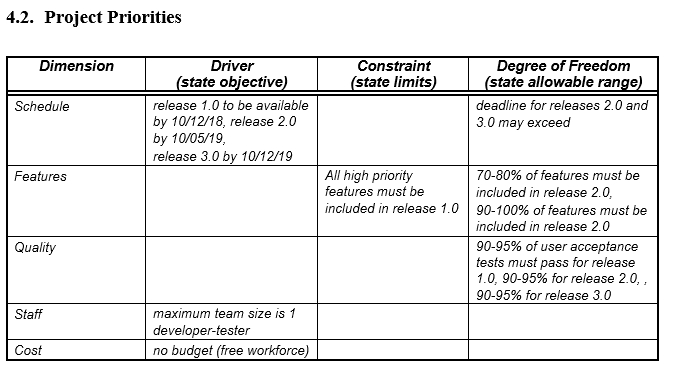 4.2. Project Priorities
Dimension
Driver
(state objective)
Constraint
(state limits)
Degree of Freedom
(state allowable range)
Schedule
release 1.0 to be available
by 10/12/18, release 2.0
by 10/05/19,
release 3.0 by 10/12/19
deadline for releases 2.0 and
3.0 may exceed
Features
All high priority
features must be
included in release 1.0
70-80% of features must be
included in release 2.0,
90-100% of features must be
included in release 2.0
Quality
90-95% of user acceptance
tests must pass for release
1.0, 90-95% for release 2.0, ,
90-95% for release 3.0
Staff
maximum team size is 1
developer-tester
Cost
no budget (free workforce)